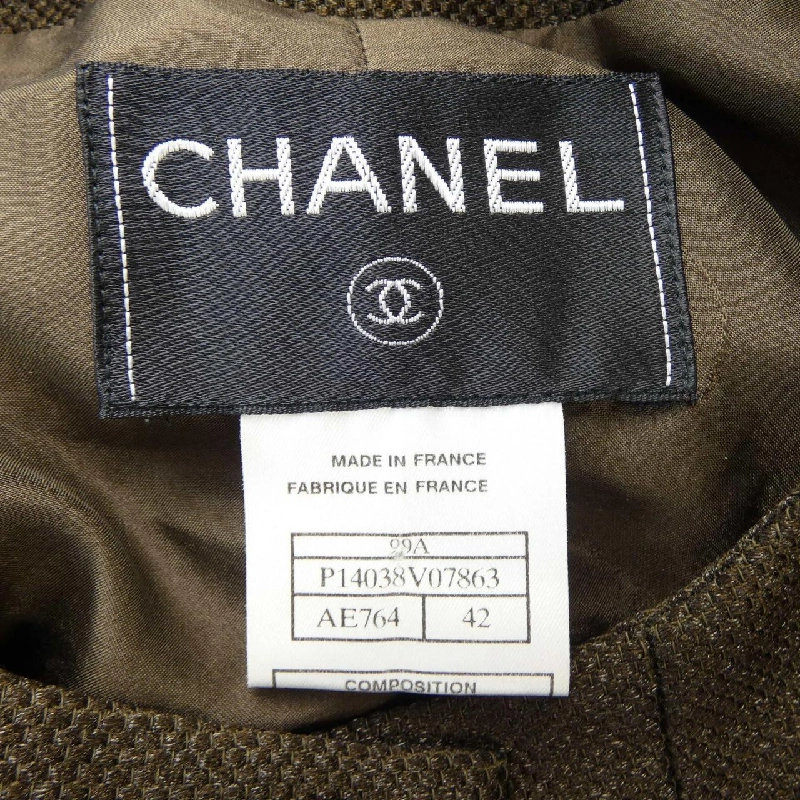 CHANEL
MADE IN FRANCE
FABRIQUE EN FRANCE
99A
P14038V07863
AE764 42
COMPOSITION